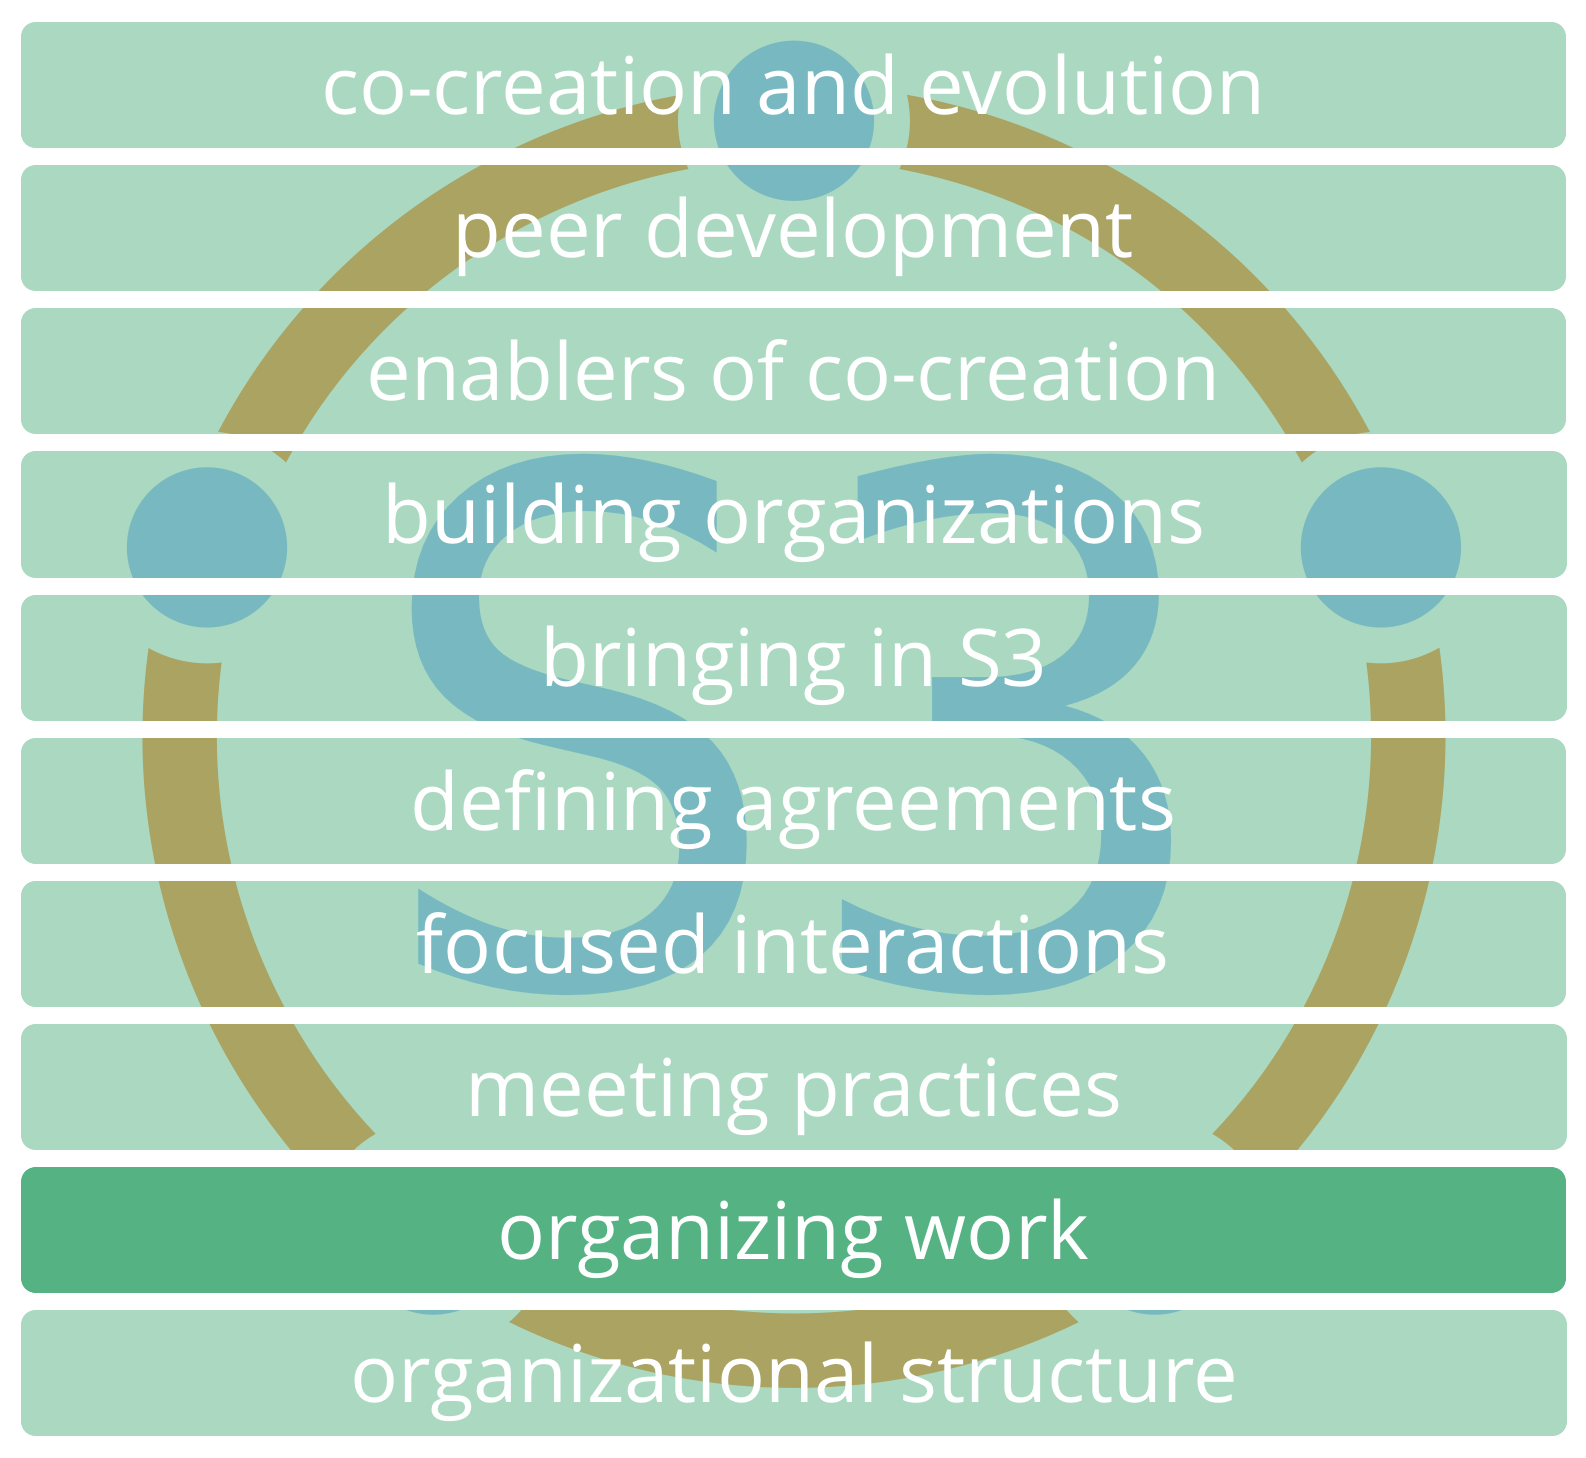 co-creation and evolution
peer development
enablers of co-creation
building organizations
bringing in S3
defining agreements
focused interactions
meeting practices
organizing work
organizational structure
S3